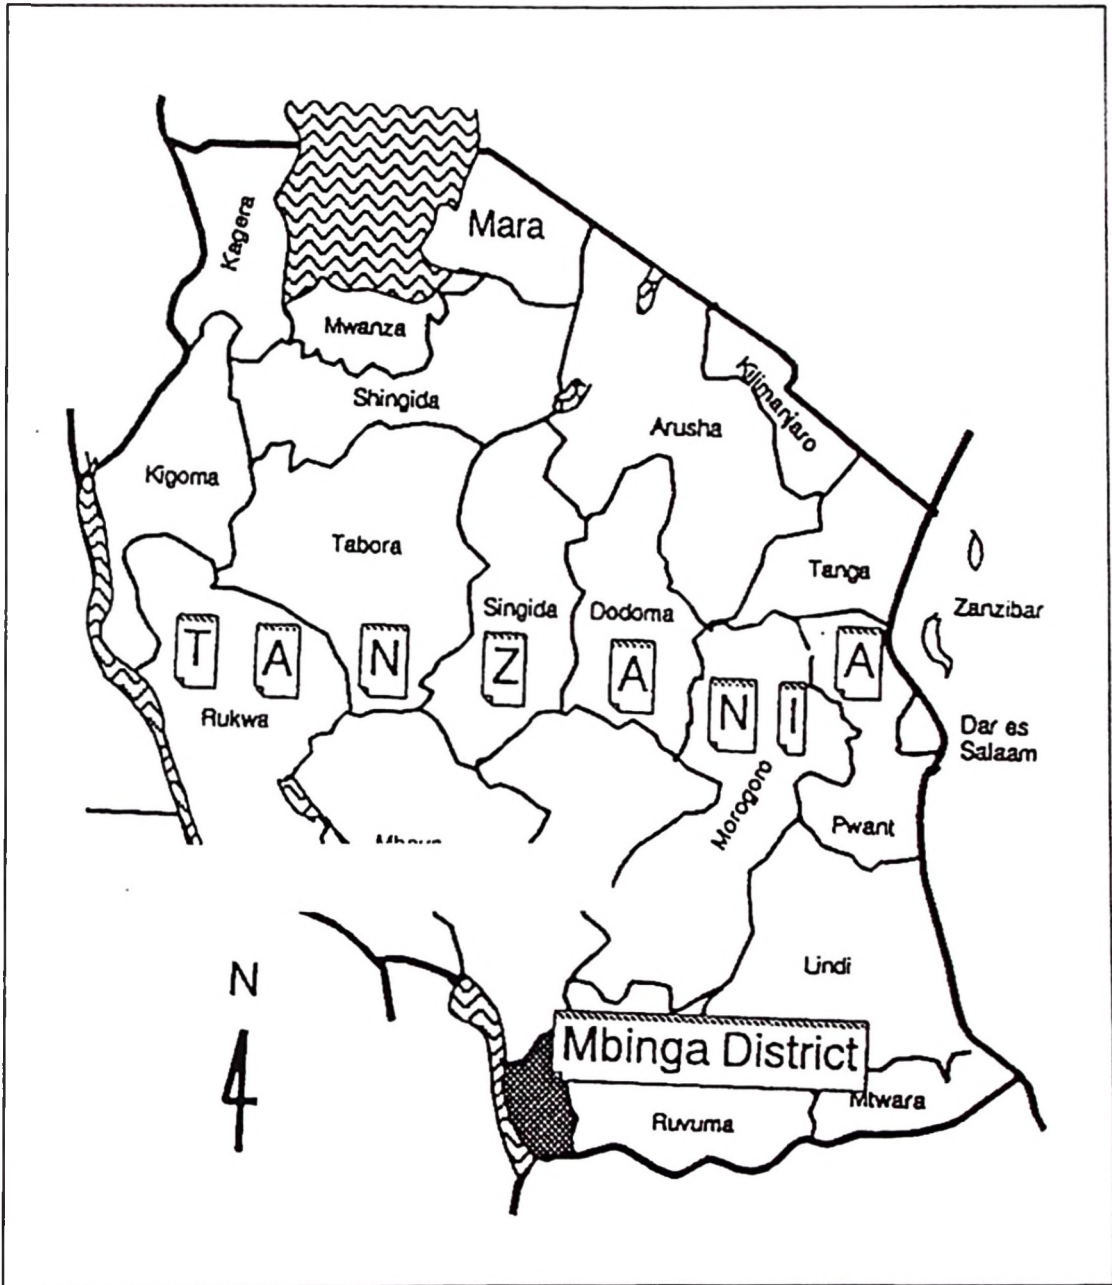 Kagera
Mara
Mwanza
Kilimanjaro
Shingida
Arusha
Kigoma
Tabora
Tanga
Singida
Dodoma
Zanzibar
T A N Z A N I A
Rukwa
Dar es
Salaam
Morogoro
Pwant
Lindi
N
Mbinga District
Mtwara
Ruvuma